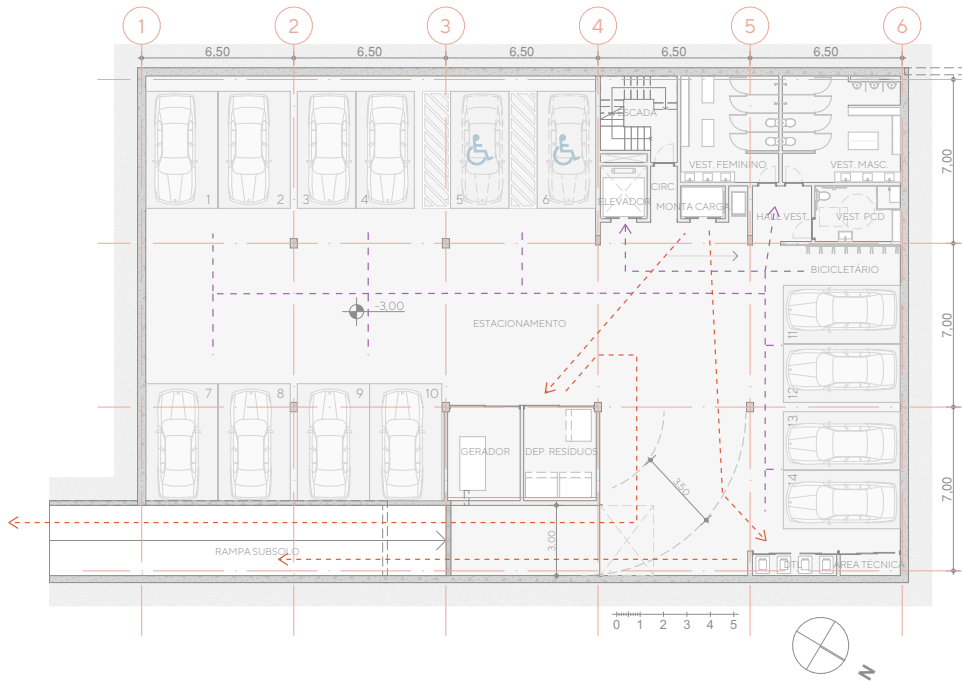 1 2 3 4 5 6
6,50 6,50 6,50 6,50 6,50
ESCADA
VEST. FEMININO VEST. MASC.
7,00
CIRC.
1 2 3 4 5 6
ELEVADOR MONTA CARGA
HALL VEST. VEST. PCD
BICICLETÁRIO
-3,00
ESTACIONAMENTO
11
7,00
12
7 8 9 10
13
GERADOR DEP. RESÍDUOS
14
3,50
7,00
3,00
RAMPA SUBSOLO
DTL ÁREA TÉCNICA
0 1 2 3 4 5
N